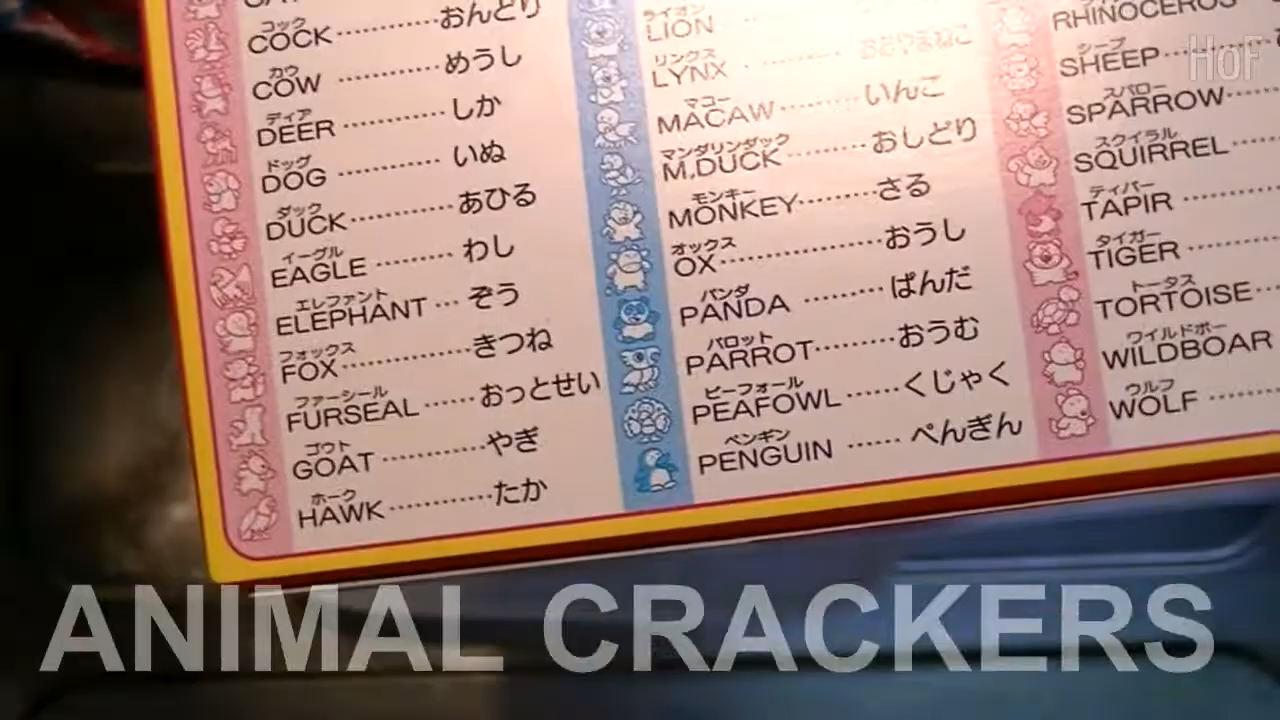 コック
COCK おんどり
カウ
COW めうし
ディア
DEER しか
ドッグ
DOG いぬ
ダック
DUCK あひる
イーグル
EAGLE わし
エレファント
ELEPHANT ぞう
フォックス
FOX きつね
ファーシール
FURSEAL おっとせい
ゴウト
GOAT やぎ
ホーク
HAWK たか
ライオン
LION
リンクス
LYNX おおやまねこ
マコー
MACAW いんこ
マンダリンダック
M.DUCK おしどり
モンキー
MONKEY さる
オックス
OX おうし
パンダ
PANDA ぱんだ
パロット
PARROT おうむ
ピーフォール
PEAFOWL くじゃく
ペンギン
PENGUIN ぺんぎん
RHINOCEROS
シープ
SHEEP
スパロー
SPARROW
スクイラル
SQUIRREL
テイパー
TAPIR
タイガー
TIGER
トータス
TORTOISE
ワイルドボー
WILDBOAR
ウルフ
WOLF
HoF
ANIMAL CRACKERS